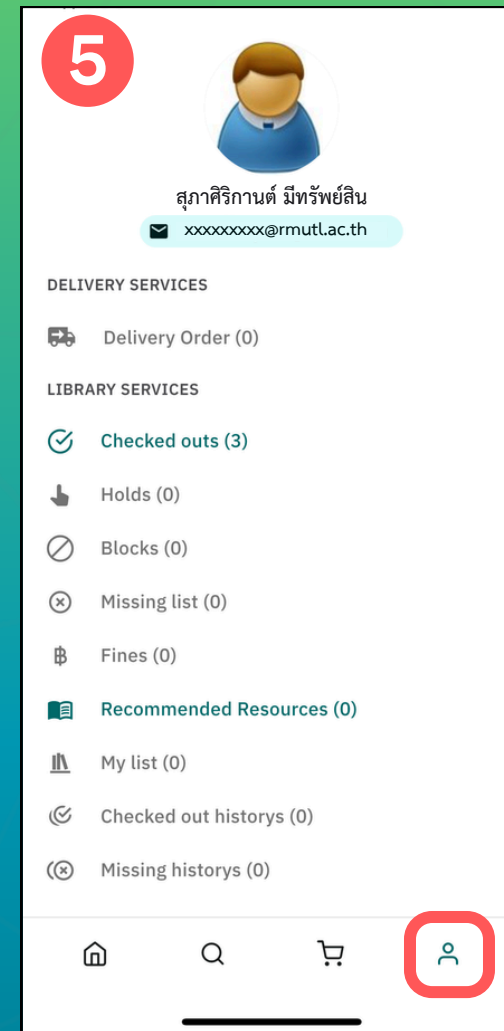 5
สุภาศิริกานต์ มีทรัพย์สิน
xxxxxxxxx@rmutl.ac.th
DELIVERY SERVICES
Delivery Order (0)
LIBRARY SERVICES
Checked outs (3)
Holds (0)
Blocks (0)
Missing list (0)
฿ Fines (0)
Recommended Resources (0)
My list (0)
Checked out historys (0)
Missing historys (0)